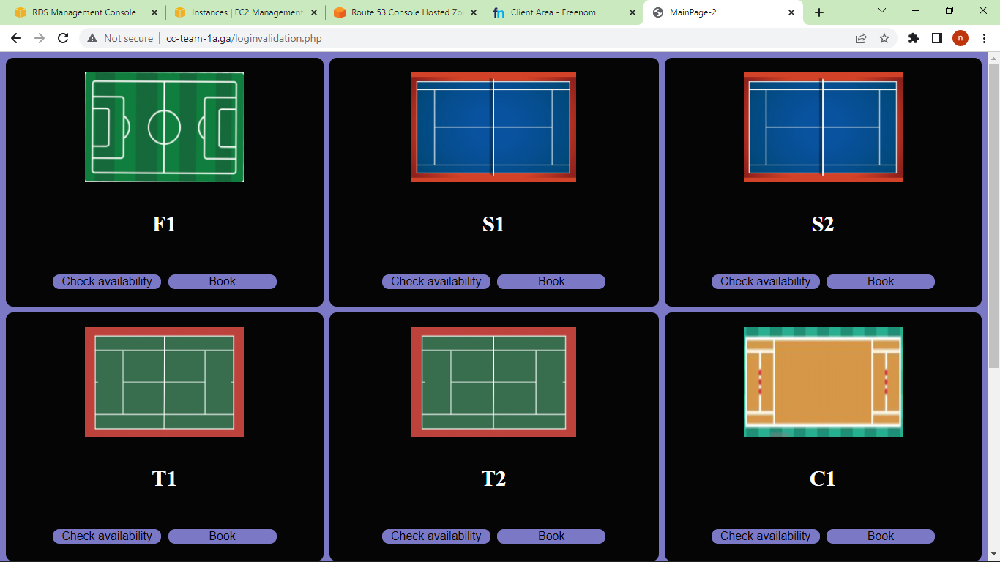 RDS Management Console
Instances | EC2 Management
Route 53 Console Hosted Zo
fn Client Area - Freenom
MainPage-2
Not secure | cc-team-1a.ga/loginvalidation.php
n
F1 S1 S2
Check availability Book Check availability Book Check availability Book
T1 T2 C1
Check availability Book Check availability Book Check availability Book